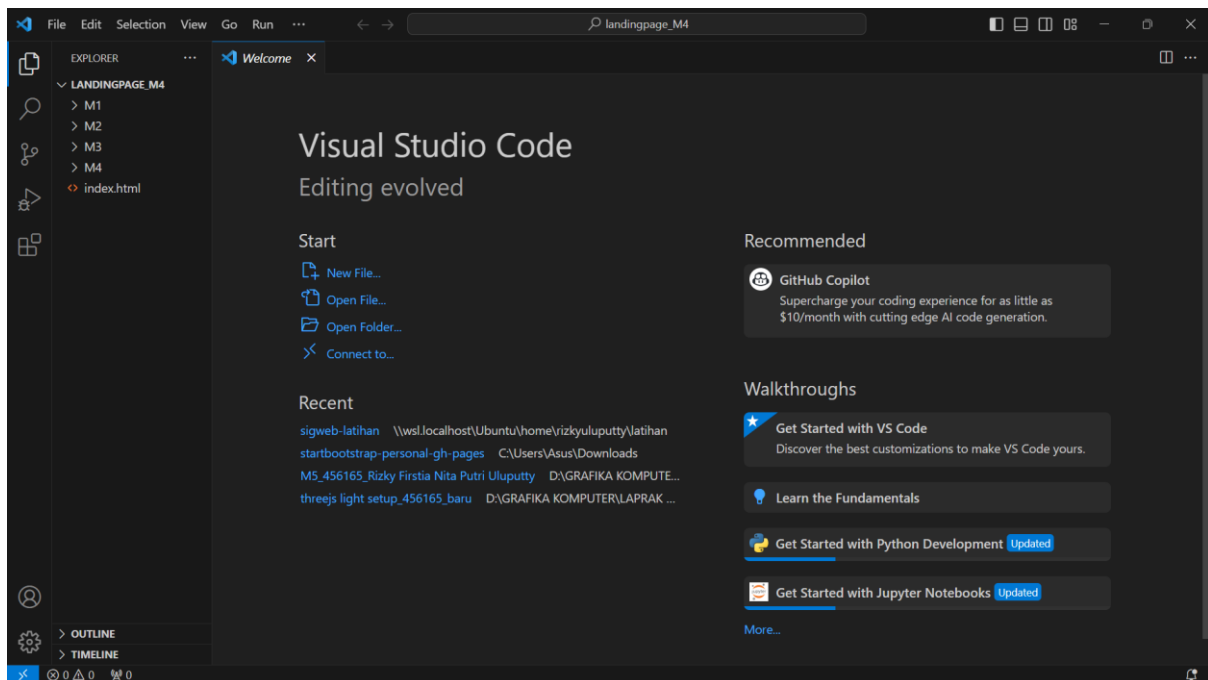 File Edit Selection View Go Run ···
landingpage_M4
EXPLORER ···
LANDINGPAGE_M4
M1
M2
M3
M4
index.html
Welcome
Visual Studio Code
Editing evolved
Start
New File...
Open File...
Open Folder...
Connect to...
Recent
sigweb-latihan \\wsl.localhost\Ubuntu\home\rizkyuluputty\latihan
startbootstrap-personal-gh-pages C:\Users\Asus\Downloads
M5_456165_Rizky Firstia Nita Putri Uluputty D:\GRAFIKA KOMPUTE...
threejs light setup_456165_baru D:\GRAFIKA KOMPUTER\LAPRAK ...
Recommended
GitHub Copilot
Supercharge your coding experience for as little as
$10/month with cutting edge AI code generation.
Walkthroughs
Get Started with VS Code
Discover the best customizations to make VS Code yours.
Learn the Fundamentals
Get Started with Python Development Updated
Get Started with Jupyter Notebooks Updated
More...
OUTLINE
TIMELINE
0 0 0